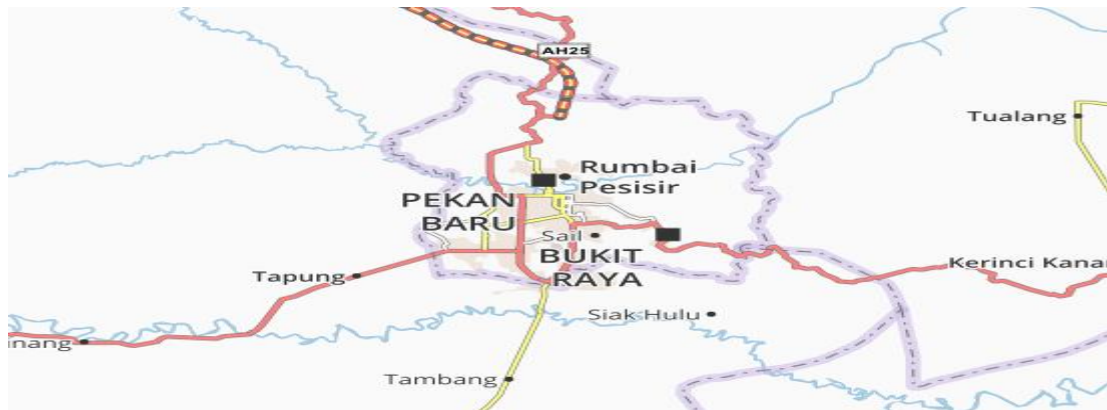 AH25
Tualang
Rumbai
Pesisir
PEKAN
BARU
Sail
BUKIT
RAYA
Kerinci Kanan
Tapung
Siak Hulu
Tambang